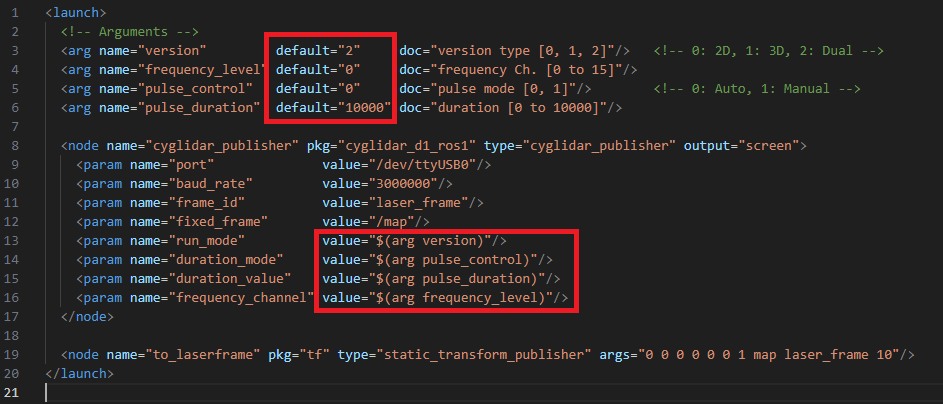 1 <launch>
2 <!-- Arguments -->
3 <arg name="version" default="2" doc="version type [0, 1, 2]"/> <!-- 0: 2D, 1: 3D, 2: Dual -->
4 <arg name="frequency_level" default="0" doc="frequency Ch. [0 to 15]"/>
5 <arg name="pulse_control" default="0" doc="pulse mode [0, 1]"/> <!-- 0: Auto, 1: Manual -->
6 <arg name="pulse_duration" default="10000" doc="duration [0 to 10000]"/>
7
8 <node name="cyglidar_publisher" pkg="cyglidar_d1_ros1" type="cyglidar_publisher" output="screen">
9 <param name="port" value="/dev/ttyUSB0"/>
10 <param name="baud_rate" value="3000000"/>
11 <param name="frame_id" value="laser_frame"/>
12 <param name="fixed_frame" value="/map"/>
13 <param name="run_mode" value="$(arg version)"/>
14 <param name="duration_mode" value="$(arg pulse_control)"/>
15 <param name="duration_value" value="$(arg pulse_duration)"/>
16 <param name="frequency_channel" value="$(arg frequency_level)"/>
17 </node>
18
19 <node name="to_laserframe" pkg="tf" type="static_transform_publisher" args="0 0 0 0 0 0 1 map laser_frame 10"/>
20 </launch>
21